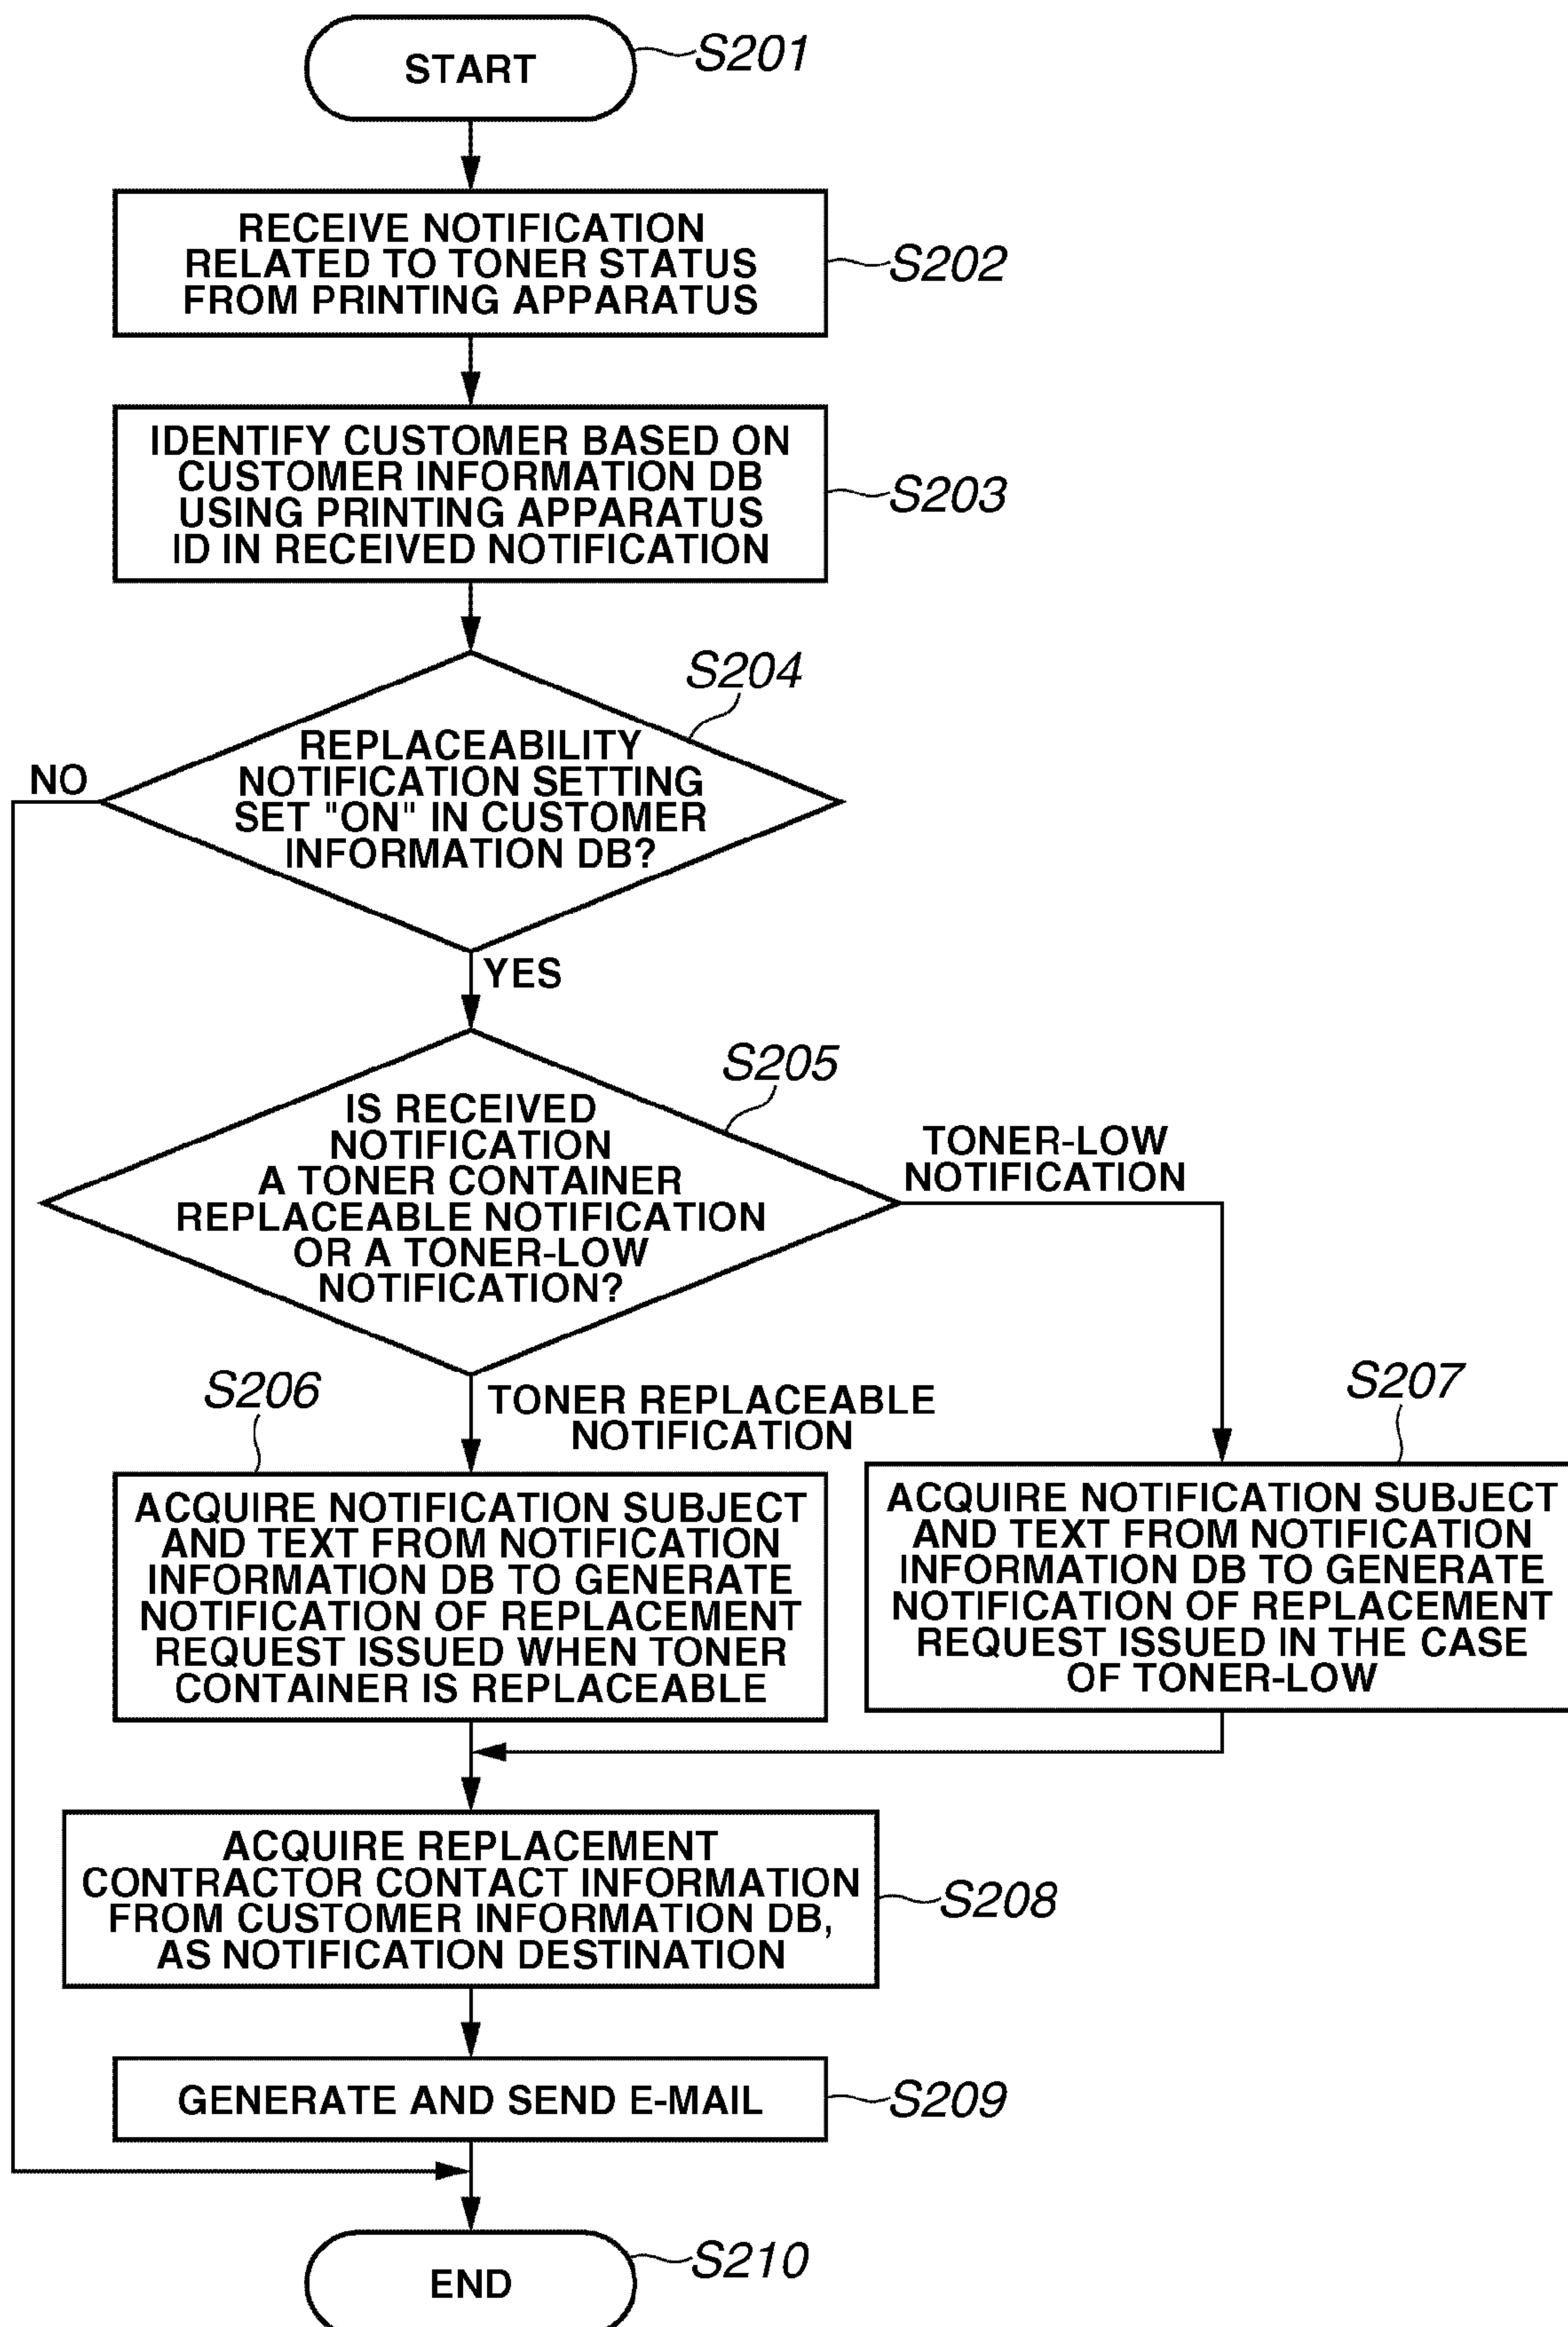 START
S201
RECEIVE NOTIFICATION
RELATED TO TONER STATUS
FROM PRINTING APPARATUS
S202
IDENTIFY CUSTOMER BASED ON
CUSTOMER INFORMATION DB
USING PRINTING APPARATUS
ID IN RECEIVED NOTIFICATION
S203
S204
REPLACEABILITY
NOTIFICATION SETTING
SET "ON" IN CUSTOMER
INFORMATION DB?
NO
YES
S205
IS RECEIVED
NOTIFICATION
A TONER CONTAINER
REPLACEABLE NOTIFICATION
OR A TONER-LOW
NOTIFICATION?
TONER-LOW
NOTIFICATION
TONER REPLACEABLE
NOTIFICATION
S206
ACQUIRE NOTIFICATION SUBJECT
AND TEXT FROM NOTIFICATION
INFORMATION DB TO GENERATE
NOTIFICATION OF REPLACEMENT
REQUEST ISSUED WHEN TONER
CONTAINER IS REPLACEABLE
S207
ACQUIRE NOTIFICATION SUBJECT
AND TEXT FROM NOTIFICATION
INFORMATION DB TO GENERATE
NOTIFICATION OF REPLACEMENT
REQUEST ISSUED IN THE CASE
OF TONER-LOW
ACQUIRE REPLACEMENT
CONTRACTOR CONTACT INFORMATION
FROM CUSTOMER INFORMATION DB,
AS NOTIFICATION DESTINATION
S208
GENERATE AND SEND E-MAIL
S209
END
S210